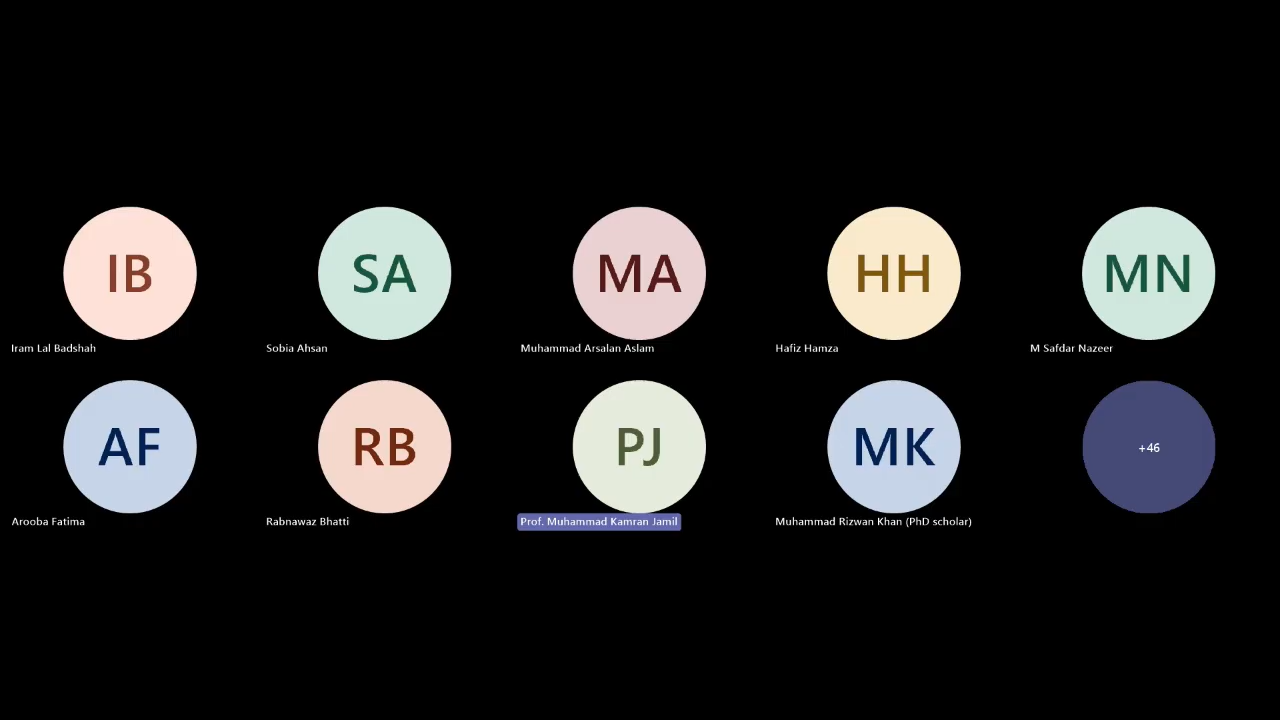 IB SA MA HH MN
Iram Lal Badshah Sobia Ahsan Muhammad Arsalan Aslam Hafiz Hamza M Safdar Nazeer
AF RB PJ MK +46
Arooba Fatima Rabnawaz Bhatti Prof. Muhammad Kamran Jamil Muhammad Rizwan Khan (PhD scholar)